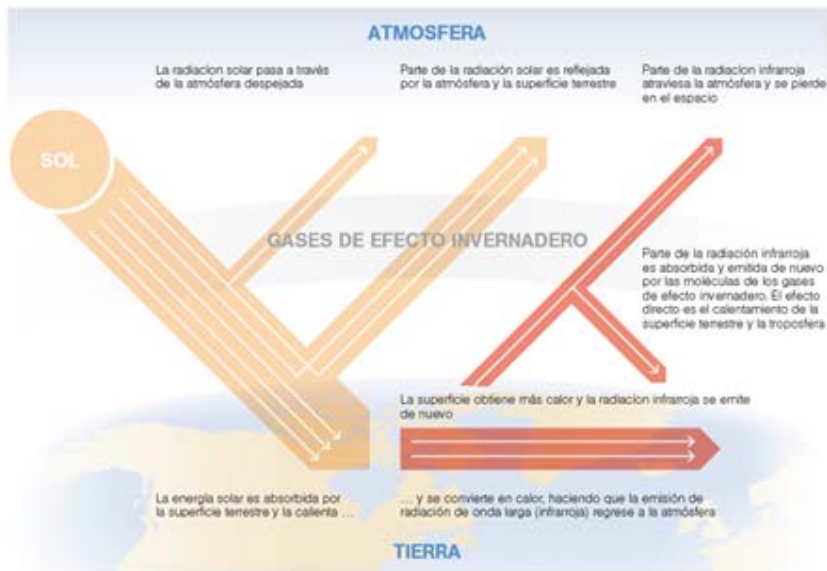 ATMOSFERA
La radiacion solar pasa a través
de la atmósfera despejada
Parte de la radiación solar es reflejada
por la atmósfera y la superficie terrestre
Parte de la radiacion infrarroja
atraviesa la atmósfera y se pierde
en el espacio
SOL
GASES DE EFECTO INVERNADERO
Parte de la radiación infrarroja
es absorbida y emitida de nuevo
por las moléculas de los gases
de efecto invernadero. El efecto
directo es el calentamiento de la
superficie terrestre y la troposfera
La superficie obtiene más calor y la radiacion infrarroja se emite
de nuevo
La energía solar es absorbida por
la superficie terrestre y la calienta ...
... y se convierte en calor, haciendo que la emisión de
radiación de onda larga (infrarroja) regrese a la atmósfera
TIERRA